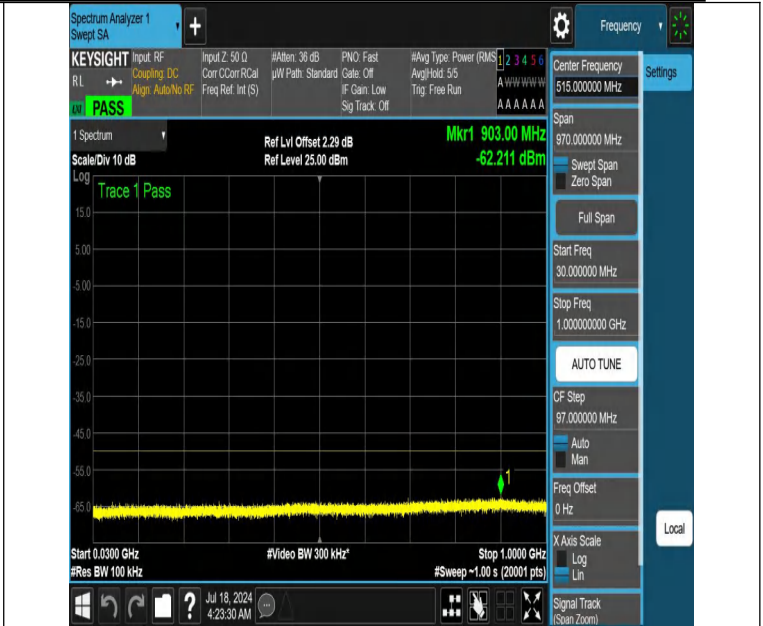 Spectrum Analyzer 1
Swept SA
+
Frequency
KEYSIGHT
RL
LXI
PASS
Input: RF
Coupling: DC
Align: Auto/No RF
Input Z: 50 Ω
Corr CCorr RCal
Freq Ref: Int (S)
#Atten: 36 dB
µW Path: Standard
PNO: Fast
Gate: Off
IF Gain: Low
Sig Track: Off
#Avg Type: Power (RMS
Avg|Hold: 5/5
Trig: Free Run
1 2 3 4 5 6
A W W W W W
A A A A A A
1 Spectrum
Scale/Div 10 dB
Ref Lvl Offset 2.29 dB
Ref Level 25.00 dBm
Mkr1 903.00 MHz
-62.211 dBm
Log
Trace 1 Pass
15.0
5.00
-5.00
-15.0
-25.0
-35.0
-45.0
-55.0
-65.0
1
Start 0.0300 GHz
#Res BW 100 kHz
#Video BW 300 kHz*
Stop 1.0000 GHz
#Sweep ~1.00 s (20001 pts)
Center Frequency
515.000000 MHz
Settings
Span
970.000000 MHz
Swept Span
Zero Span
Full Span
Start Freq
30.000000 MHz
Stop Freq
1.000000000 GHz
AUTO TUNE
CF Step
97.000000 MHz
Auto
Man
Freq Offset
0 Hz
X Axis Scale
Log
Lin
Local
Signal Track
(Span Zoom)
?
Jul 18, 2024
4:23:30 AM